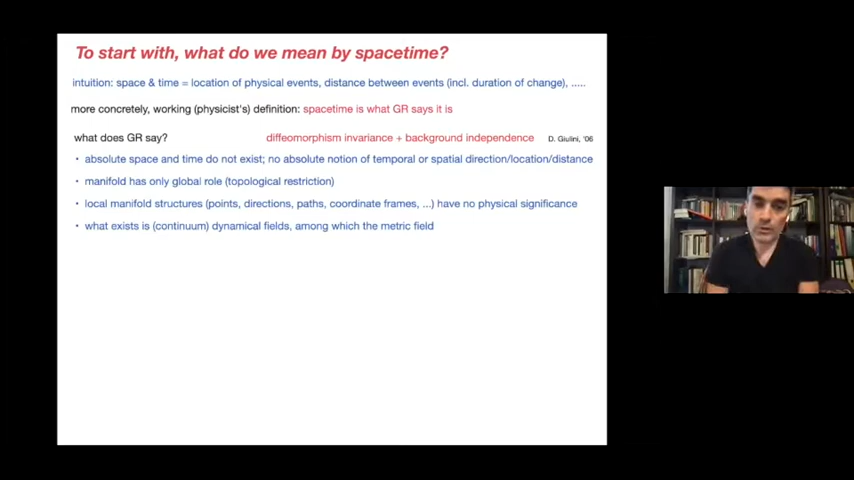 To start with, what do we mean by spacetime?
intuition: space & time = location of physical events, distance between events (incl. duration of change), .....
more concretely, working (physicist's) definition: spacetime is what GR says it is
what does GR say? diffeomorphism invariance + background independence D. Giulini, '06
• absolute space and time do not exist; no absolute notion of temporal or spatial direction/location/distance
• manifold has only global role (topological restriction)
• local manifold structures (points, directions, paths, coordinate frames, ...) have no physical significance
• what exists is (continuum) dynamical fields, among which the metric field